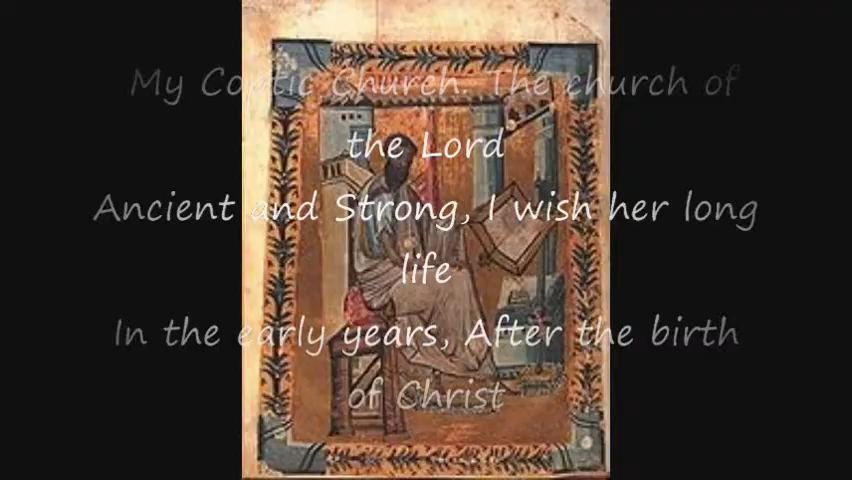 My Coptic Church. The church of
the Lord
Ancient and Strong, I wish her long
life
In the early years, After the birth
of Christ